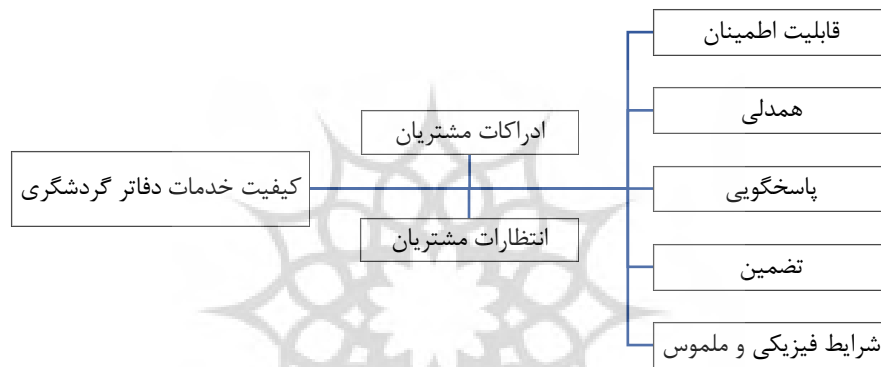 قابلیت اطمینان
همدلی
ادراکات مشتریان
پاسخگویی
کیفیت خدمات دفاتر گردشگری
انتظارات مشتریان
تضمین
شرایط فیزیکی و ملموس